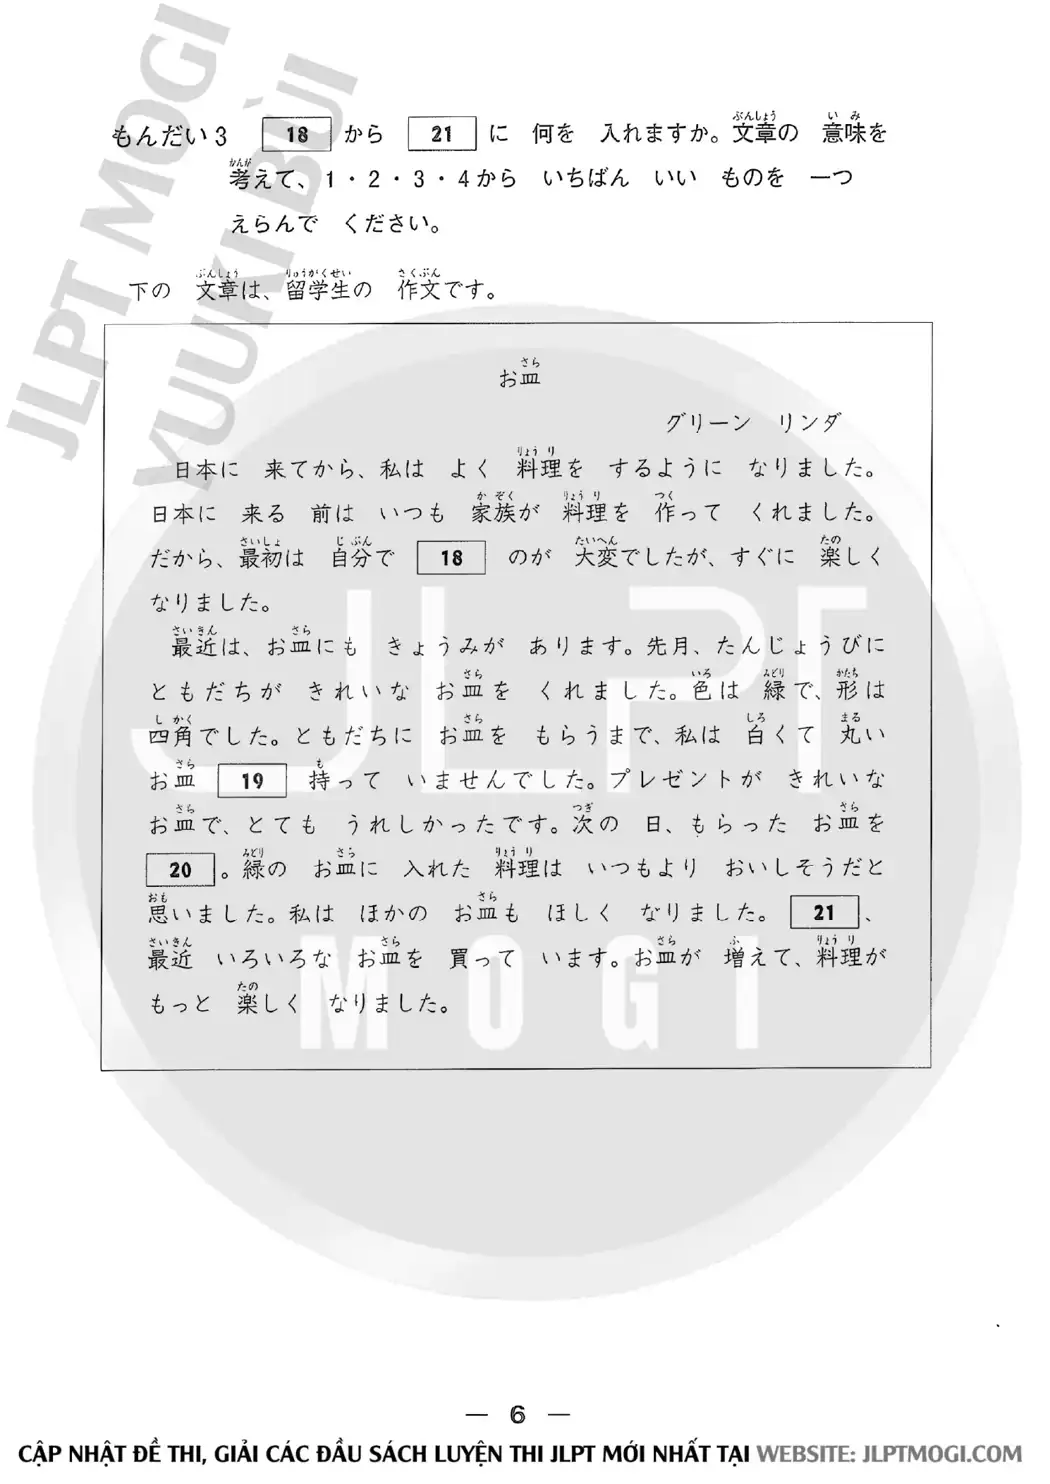 もんだい3 18 から 21 に 何を 入れますか。文章の 意味を
考えて、1・2・3・4から いちばん いい ものを 一つ
えらんで ください。
下の 文章は、留学生の 作文です。
お皿
グリーン リンダ
日本に 来てから、私は よく 料理を するように なりました。
日本に 来る 前は いつも 家族が 料理を 作って くれました。
だから、最初は 自分で 18 のが 大変でしたが、すぐに 楽しく
なりました。
最近は、お皿にも きょうみが あります。先月、たんじょうびに
ともだちが きれいな お皿を くれました。色は 緑で、形は
四角でした。ともだちに お皿を もらうまで、私は 白くて 丸い
お皿 19 持って いませんでした。プレゼントが きれいな
お皿で、とても うれしかったです。次の 日、もらった お皿を
20 。緑の お皿に 入れた 料理は いつもより おいしそうだと
思いました。私は ほかの お皿も ほしく なりました。 21 、
最近 いろいろな お皿を 買って います。お皿が 増えて、料理が
もっと 楽しく なりました。
JLPT MOGI
YUUKI BÙI
JLPT
MOGI
— 6 —
CẬP NHẬT ĐỀ THI, GIẢI CÁC ĐẦU SÁCH LUYỆN THI JLPT MỚI NHẤT TẠI WEBSITE: JLPTMOGI.COM